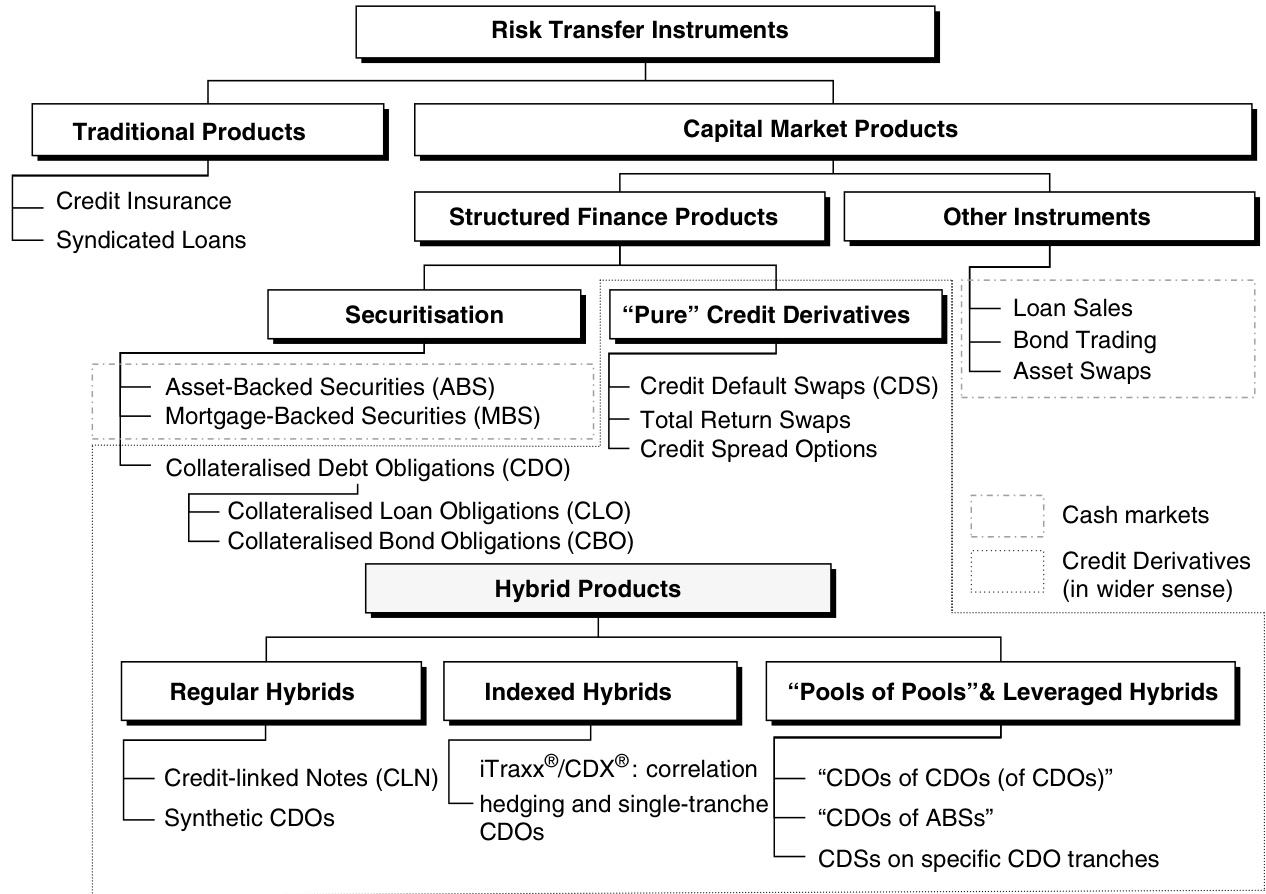 Risk Transfer Instruments
Traditional Products
Capital Market Products
Credit Insurance
Syndicated Loans
Structured Finance Products
Other Instruments
Securitisation
“Pure” Credit Derivatives
Loan Sales
Bond Trading
Asset Swaps
Asset-Backed Securities (ABS)
Mortgage-Backed Securities (MBS)
Collateralised Debt Obligations (CDO)
Collateralised Loan Obligations (CLO)
Collateralised Bond Obligations (CBO)
Credit Default Swaps (CDS)
Total Return Swaps
Credit Spread Options
Cash markets
Credit Derivatives
(in wider sense)
Hybrid Products
Regular Hybrids
Indexed Hybrids
“Pools of Pools”& Leveraged Hybrids
Credit-linked Notes (CLN)
Synthetic CDOs
iTraxx®/CDX®: correlation
hedging and single-tranche
CDOs
“CDOs of CDOs (of CDOs)”
“CDOs of ABSs”
CDSs on specific CDO tranches